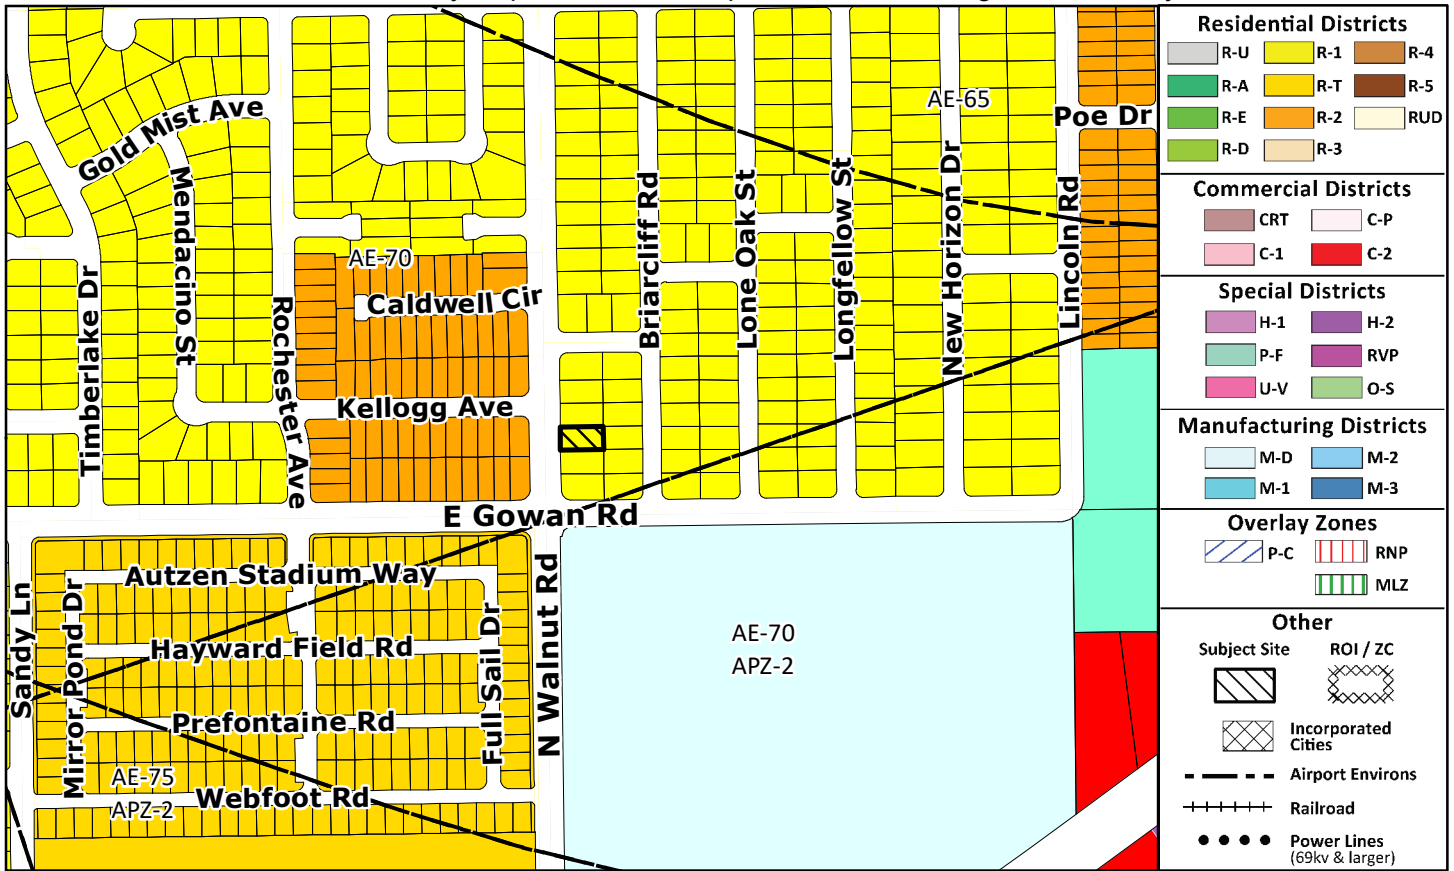 AE-65
Poe Dr
Gold Mist Ave
Mendacino St
Briarcliff Rd
Lone Oak St
Longfellow St
New Horizon Dr
Lincoln Rd
AE-70
Caldwell Cir
Timberlake Dr
Rochester Ave
Kellogg Ave
E Gowan Rd
Autzen Stadium Way
Sandy Ln
Mirror Pond Dr
Hayward Field Rd
Full Sail Dr
N Walnut Rd
AE-70
APZ-2
Prefontaine Rd
AE-75
APZ-2
Webfoot Rd
Residential Districts
R-U R-1 R-4
R-A R-T R-5
R-E R-2 RUD
R-D R-3
Commercial Districts
CRT C-P
C-1 C-2
Special Districts
H-1 H-2
P-F RVP
U-V O-S
Manufacturing Districts
M-D M-2
M-1 M-3
Overlay Zones
P-C RNP
MLZ
Other
Subject Site ROI / ZC
Incorporated
Cities
Airport Environs
Railroad
Power Lines
(69kv & larger)